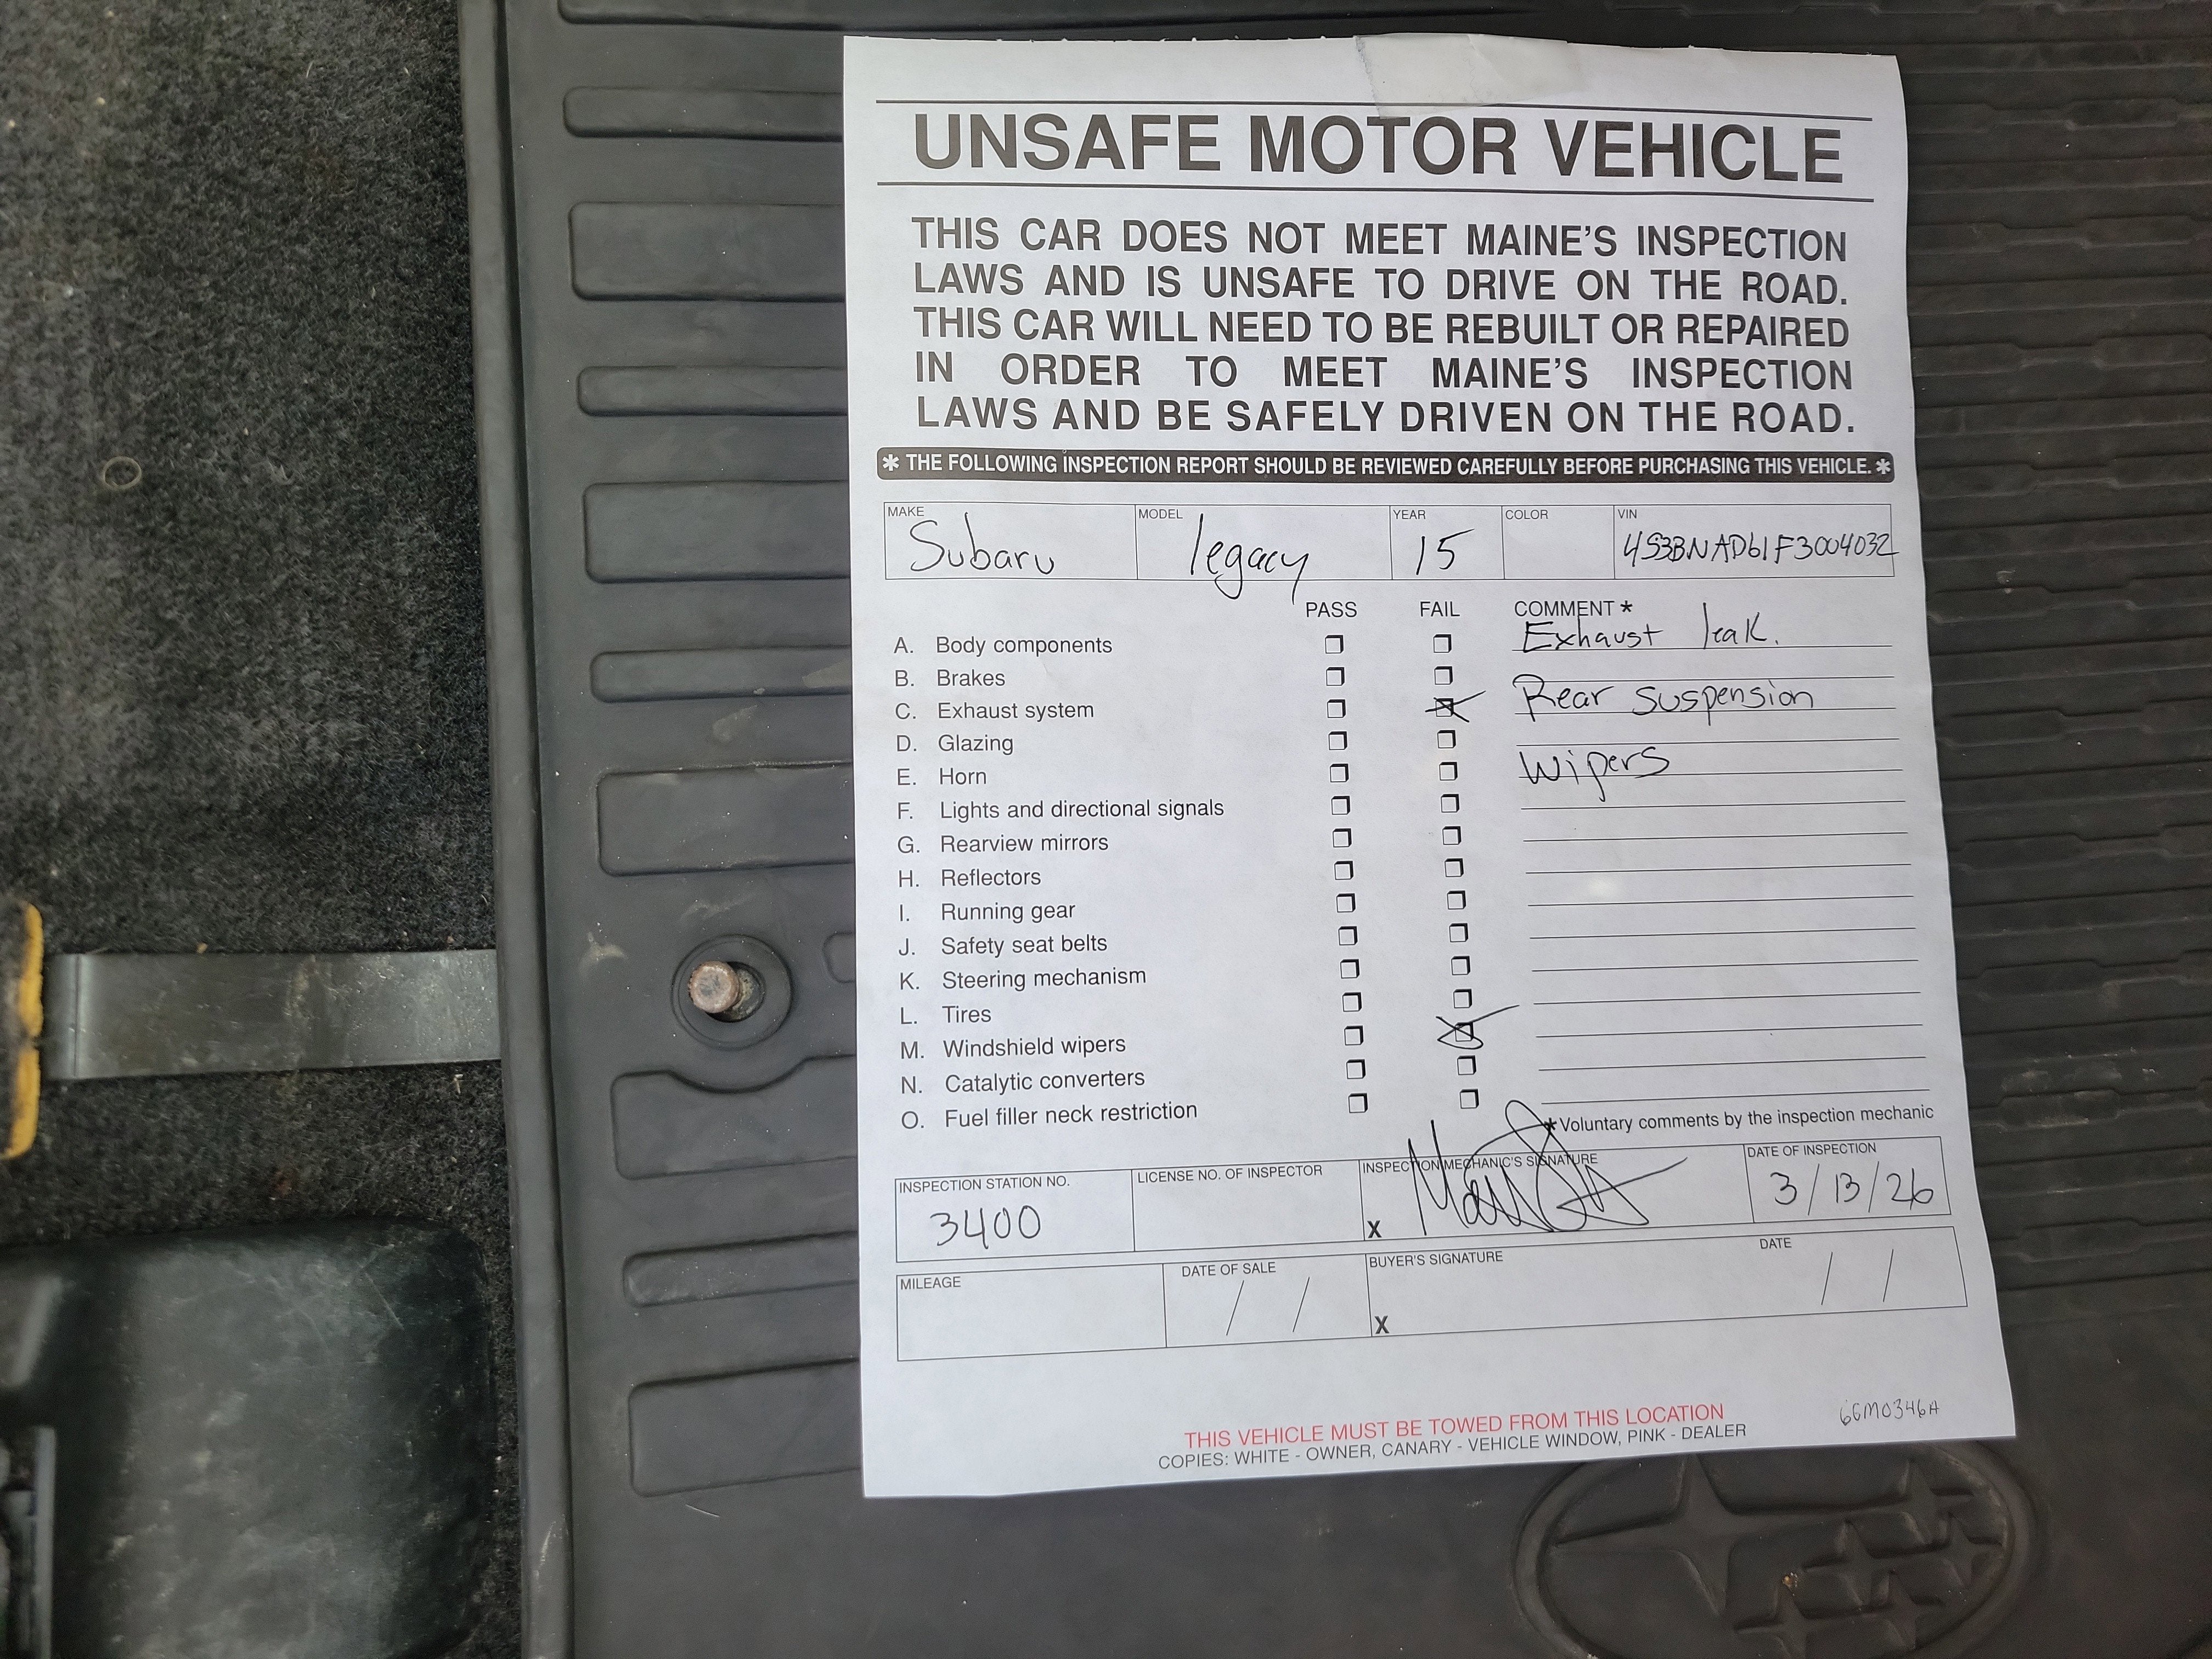 UNSAFE MOTOR VEHICLE
THIS CAR DOES NOT MEET MAINE'S INSPECTION
LAWS AND IS UNSAFE TO DRIVE ON THE ROAD.
THIS CAR WILL NEED TO BE REBUILT OR REPAIRED
IN ORDER TO MEET MAINE'S INSPECTION
LAWS AND BE SAFELY DRIVEN ON THE ROAD.
* THE FOLLOWING INSPECTION REPORT SHOULD BE REVIEWED CAREFULLY BEFORE PURCHASING THIS VEHICLE. *
MAKE MODEL YEAR COLOR VIN
Subaru legacy 15 4S3BNAD61F3004032
PASS FAIL COMMENT *
A. Body components Exhaust leak.
B. Brakes
C. Exhaust system Rear suspension
D. Glazing
E. Horn Wipers
F. Lights and directional signals
G. Rearview mirrors
H. Reflectors
I. Running gear
J. Safety seat belts
K. Steering mechanism
L. Tires
M. Windshield wipers
N. Catalytic converters
O. Fuel filler neck restriction
* Voluntary comments by the inspection mechanic
INSPECTION STATION NO. LICENSE NO. OF INSPECTOR INSPECTION MECHANIC'S SIGNATURE DATE OF INSPECTION
3400 X 3/13/26
MILEAGE DATE OF SALE BUYER'S SIGNATURE DATE
/ / X / /
THIS VEHICLE MUST BE TOWED FROM THIS LOCATION
COPIES: WHITE - OWNER, CANARY - VEHICLE WINDOW, PINK - DEALER